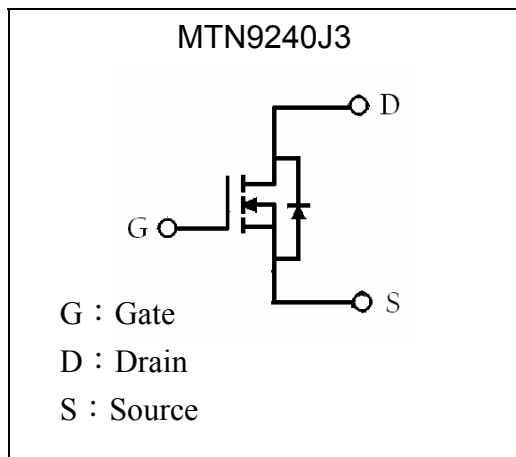 MTN9240J3
D
G
S
G：Gate
D：Drain
S：Source